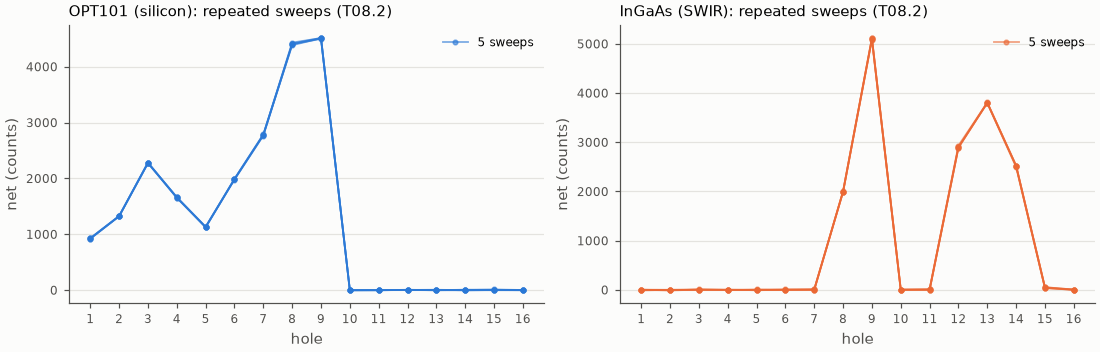 OPT101 (silicon): repeated sweeps (T08.2)
5 sweeps
net (counts)
4000
3000
2000
1000
0
1 2 3 4 5 6 7 8 9 10 11 12 13 14 15 16
hole
InGaAs (SWIR): repeated sweeps (T08.2)
5 sweeps
net (counts)
5000
4000
3000
2000
1000
0
1 2 3 4 5 6 7 8 9 10 11 12 13 14 15 16
hole